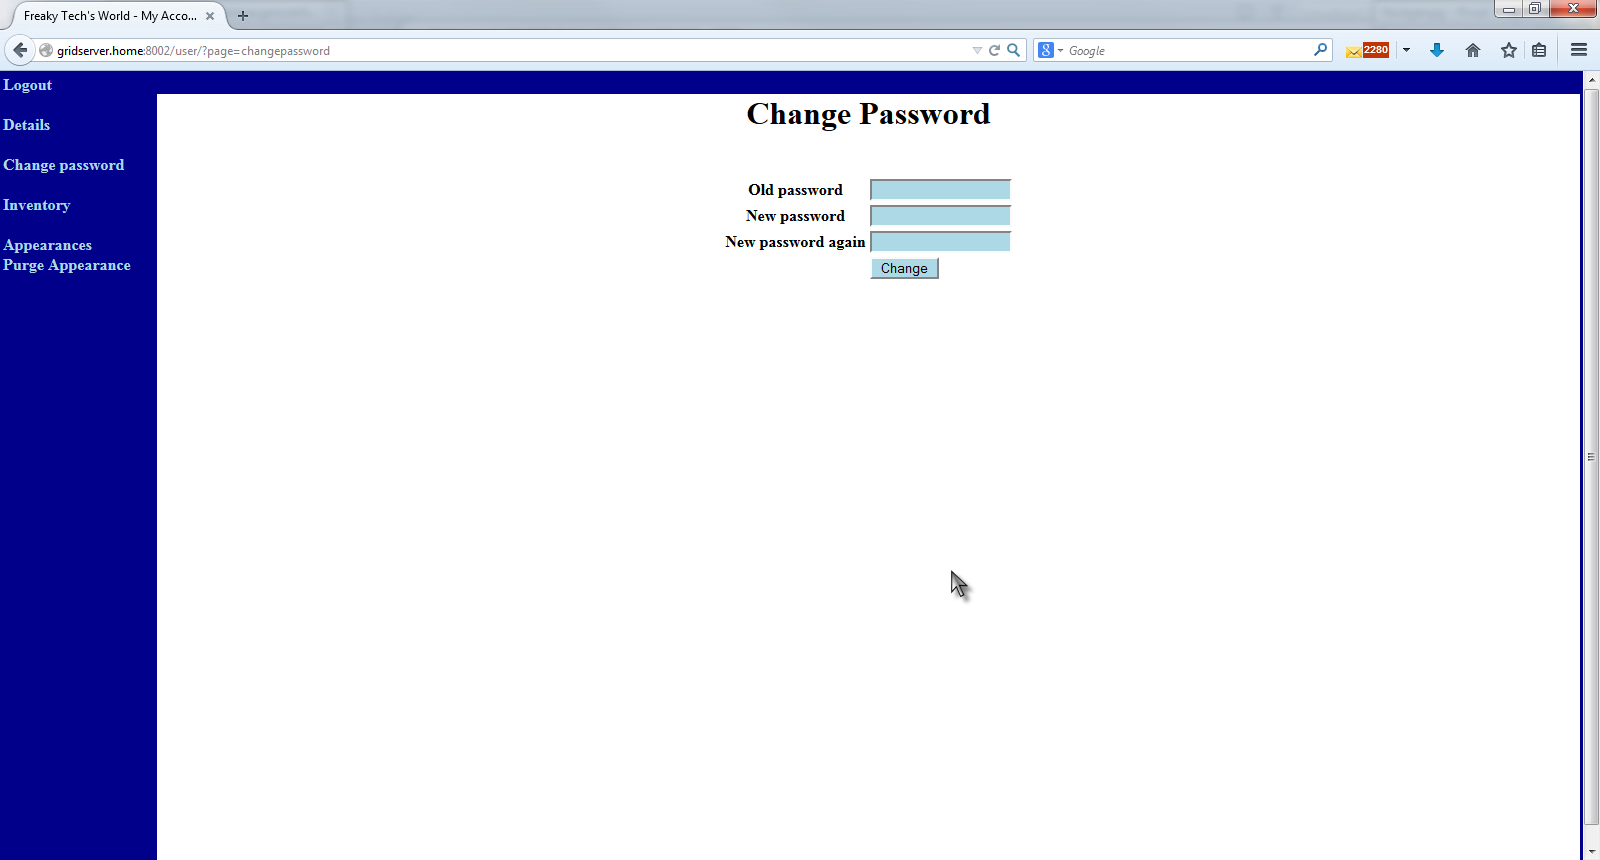 Freaky Tech's World - My Acco...
gridserver.home:8002/user/?page=changepassword
Google
2280
Logout
Details
Change password
Inventory
Appearances
Purge Appearance
Change Password
Old password
New password
New password again
Change